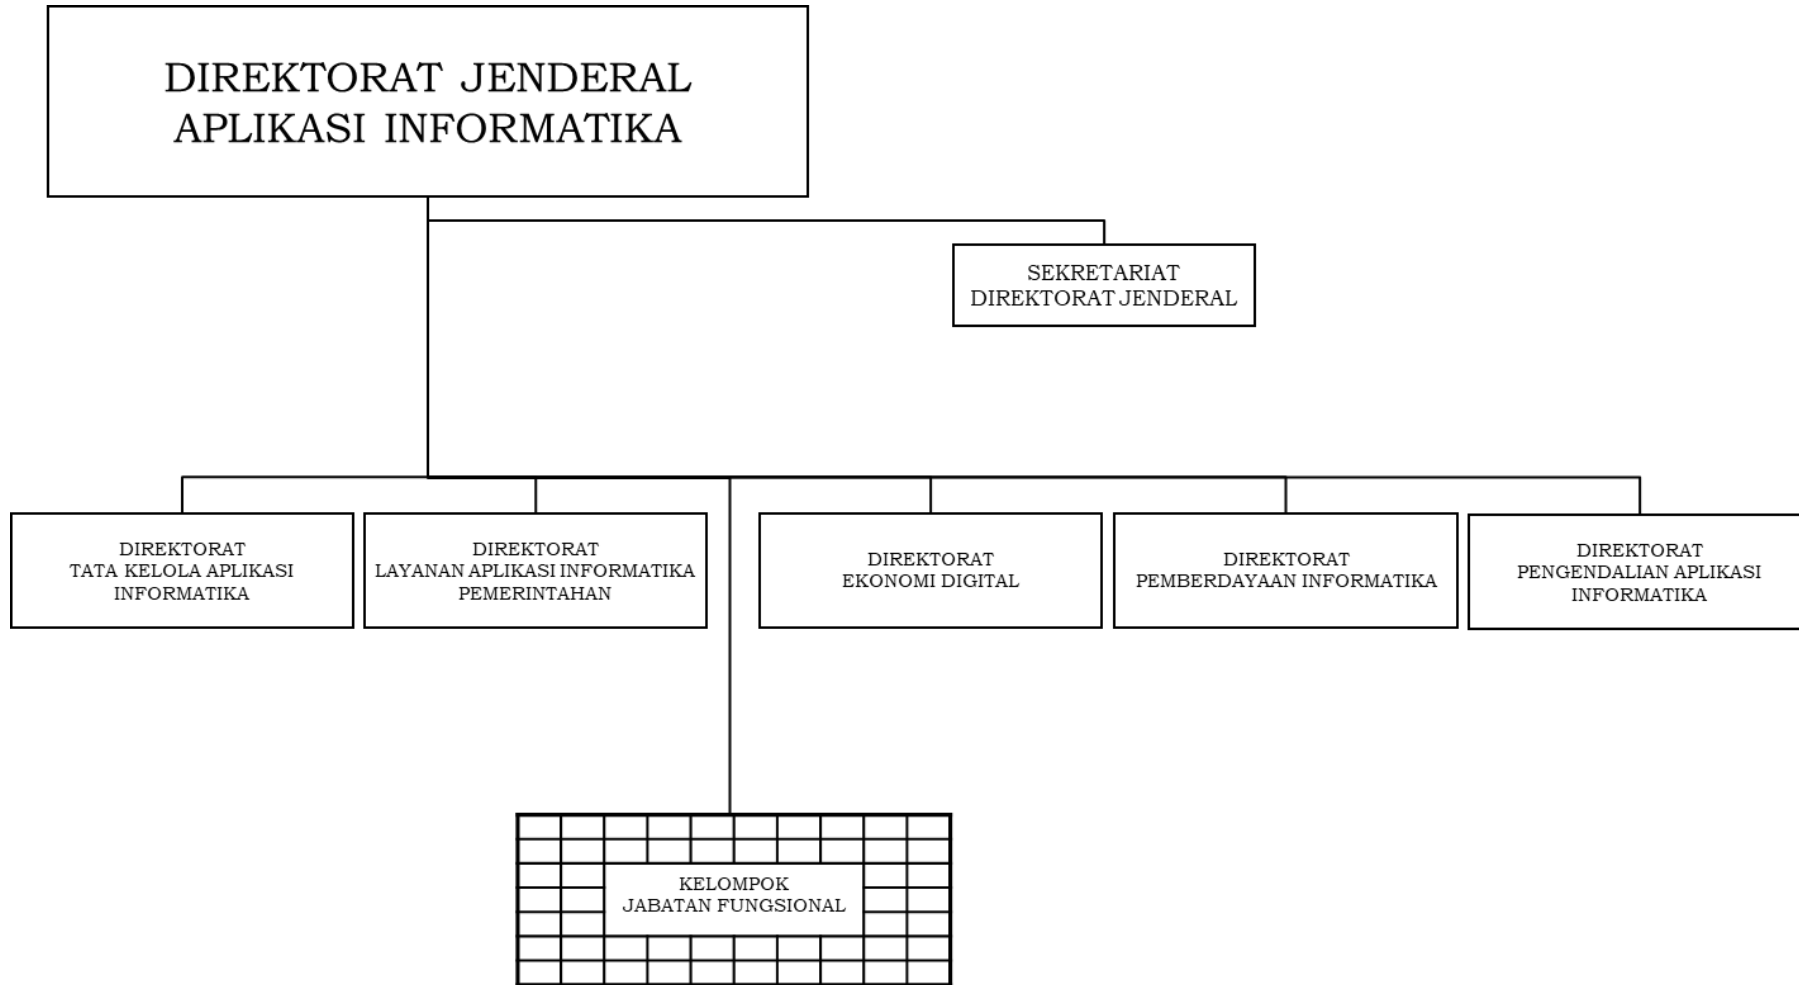 DIREKTORAT JENDERAL
APLIKASI INFORMATIKA
SEKRETARIAT
DIREKTORAT JENDERAL
DIREKTORAT
TATA KELOLA APLIKASI
INFORMATIKA
DIREKTORAT
LAYANAN APLIKASI INFORMATIKA
PEMERINTAHAN
DIREKTORAT
EKONOMI DIGITAL
DIREKTORAT
PEMBERDAYAAN INFORMATIKA
DIREKTORAT
PENGENDALIAN APLIKASI
INFORMATIKA
KELOMPOK
JABATAN FUNGSIONAL